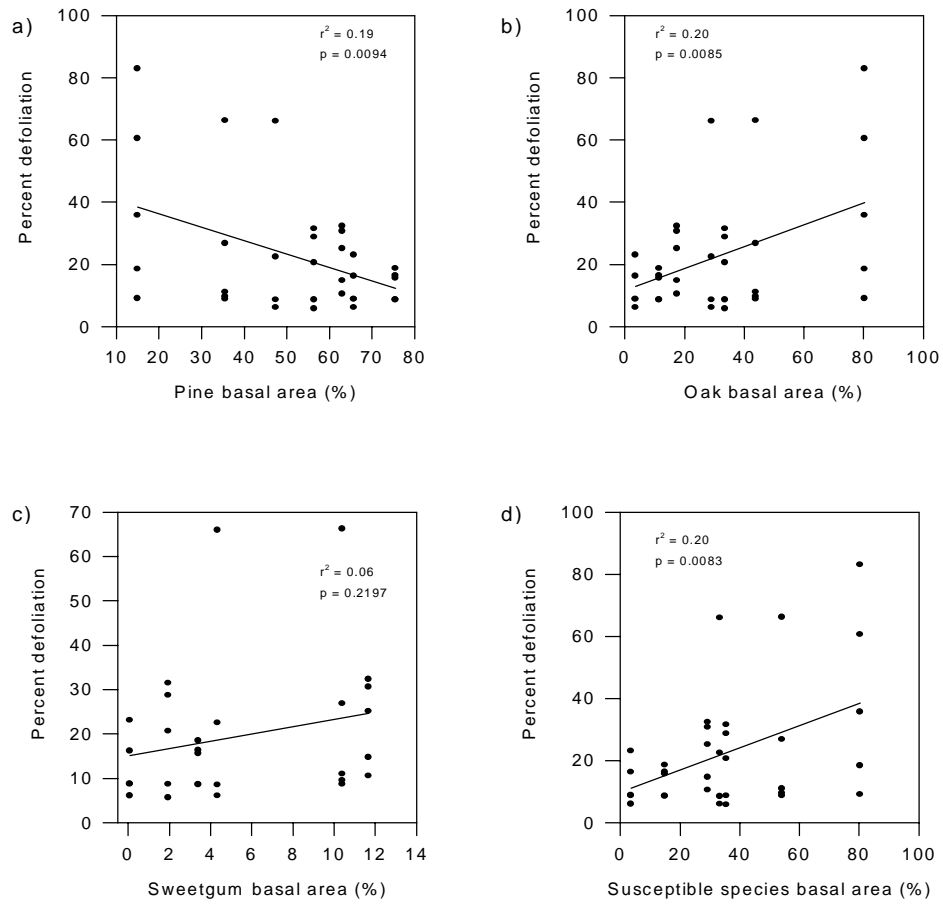 a)
r² = 0.19
p = 0.0094
100
80
60
40
20
0
Percent defoliation
10 20 30 40 50 60 70 80
Pine basal area (%)
b)
r² = 0.20
p = 0.0085
100
80
60
40
20
0
Percent defoliation
0 20 40 60 80 100
Oak basal area (%)
c)
r² = 0.06
p = 0.2197
70
60
50
40
30
20
10
0
Percent defoliation
0 2 4 6 8 10 12 14
Sweetgum basal area (%)
d)
r² = 0.20
p = 0.0083
100
80
60
40
20
0
Percent defoliation
0 20 40 60 80 100
Susceptible species basal area (%)